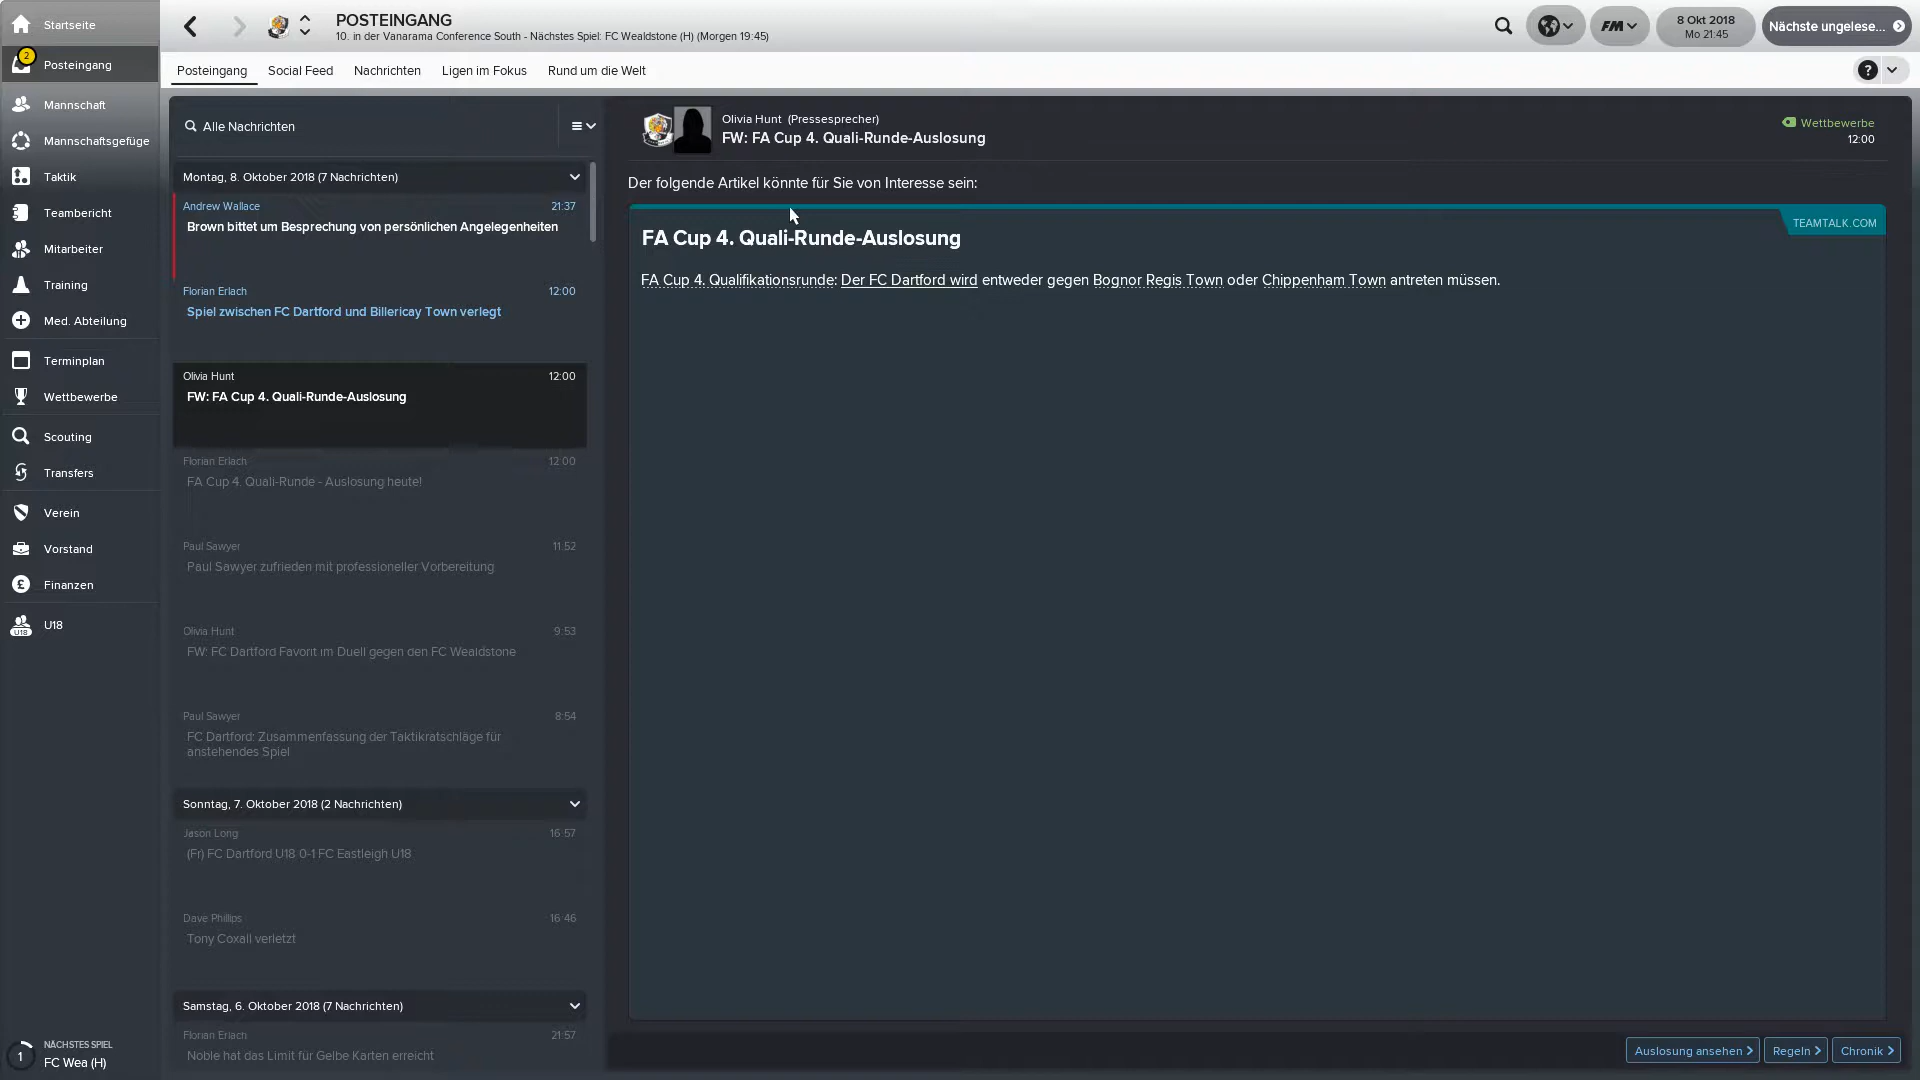 Startseite
2
Posteingang
Mannschaft
Mannschaftsgefüge
Taktik
Teambericht
Mitarbeiter
Training
Med. Abteilung
Terminplan
Wettbewerbe
Scouting
Transfers
Verein
Vorstand
£
Finanzen
U18
U18
1
NÄCHSTES SPIEL
FC Wea (H)
POSTEINGANG
10. in der Vanarama Conference South - Nächstes Spiel: FC Wealdstone (H) (Morgen 19:45)
FM
8 Okt 2018
Mo 21:45
Nächste ungelese...
Posteingang
Social Feed
Nachrichten
Ligen im Fokus
Rund um die Welt
?
Alle Nachrichten
Montag, 8. Oktober 2018 (7 Nachrichten)
Andrew Wallace 21:37
Brown bittet um Besprechung von persönlichen Angelegenheiten
Florian Erlach 12:00
Spiel zwischen FC Dartford und Billericay Town verlegt
Olivia Hunt 12:00
FW: FA Cup 4. Quali-Runde-Auslosung
Florian Erlach 12:00
FA Cup 4. Quali-Runde - Auslosung heute!
Paul Sawyer 11:52
Paul Sawyer zufrieden mit professioneller Vorbereitung
Olivia Hunt 9:53
FW: FC Dartford Favorit im Duell gegen den FC Wealdstone
Paul Sawyer 8:54
FC Dartford: Zusammenfassung der Taktikratschläge für
anstehendes Spiel
Sonntag, 7. Oktober 2018 (2 Nachrichten)
Jason Long 16:57
(Fr) FC Dartford U18 0-1 FC Eastleigh U18
Dave Phillips 16:46
Tony Coxall verletzt
Samstag, 6. Oktober 2018 (7 Nachrichten)
Florian Erlach 21:57
Noble hat das Limit für Gelbe Karten erreicht
Olivia Hunt (Pressesprecher)
FW: FA Cup 4. Quali-Runde-Auslosung
Wettbewerbe
12:00
Der folgende Artikel könnte für Sie von Interesse sein:
TEAMTALK.COM
FA Cup 4. Quali-Runde-Auslosung
FA Cup 4. Qualifikationsrunde: Der FC Dartford wird entweder gegen Bognor Regis Town oder Chippenham Town antreten müssen.
Auslosung ansehen
Regeln
Chronik